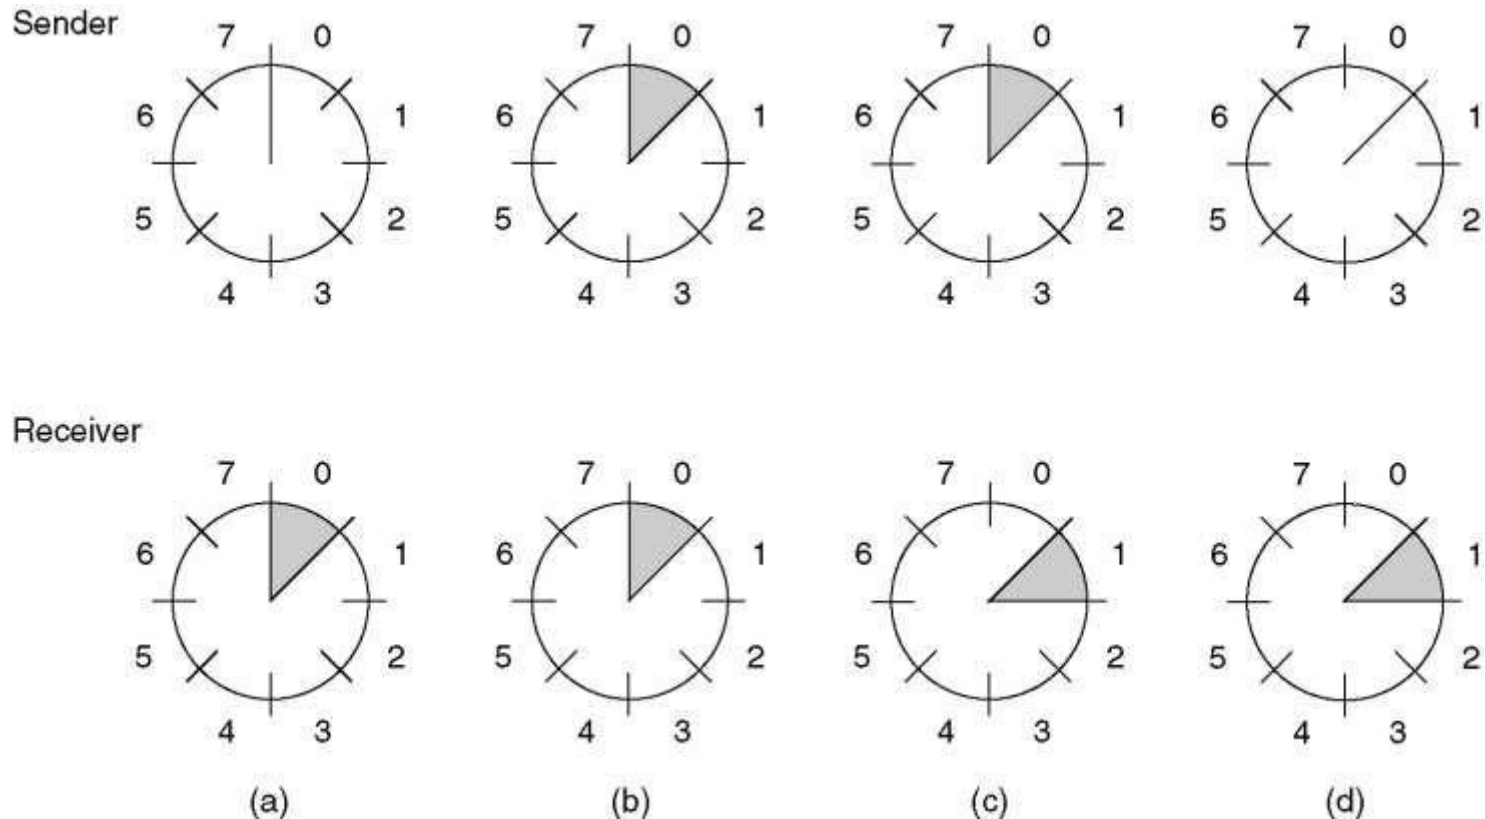 Sender
7 0 7 0 7 0 7 0
6 1 6 1 6 1 6 1
5 2 5 2 5 2 5 2
4 3 4 3 4 3 4 3
Receiver
7 0 7 0 7 0 7 0
6 1 6 1 6 1 6 1
5 2 5 2 5 2 5 2
4 3 4 3 4 3 4 3
(a) (b) (c) (d)